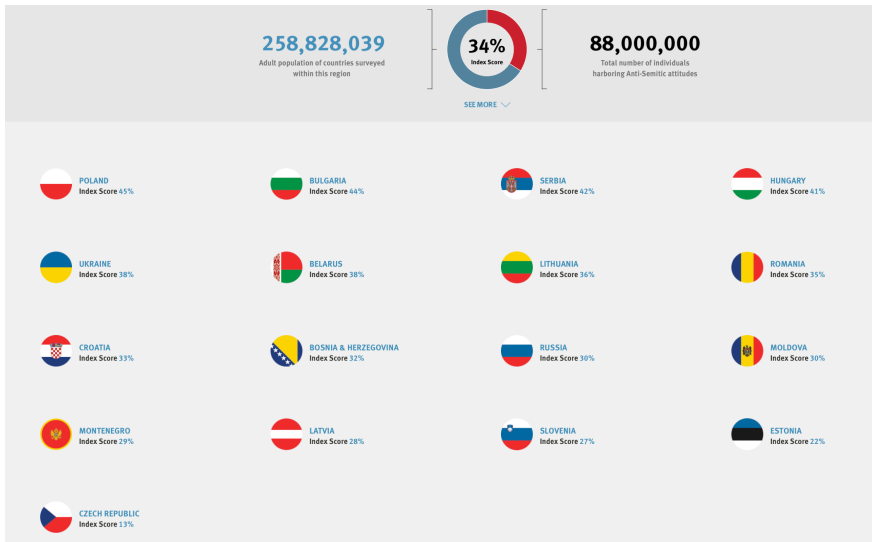 258,828,039
Adult population of countries surveyed
within this region
34%
Index Score
88,000,000
Total number of individuals
harboring Anti-Semitic attitudes
SEE MORE
POLAND
Index Score 45%
BULGARIA
Index Score 44%
SERBIA
Index Score 42%
HUNGARY
Index Score 41%
UKRAINE
Index Score 38%
BELARUS
Index Score 38%
LITHUANIA
Index Score 36%
ROMANIA
Index Score 35%
CROATIA
Index Score 33%
BOSNIA & HERZEGOVINA
Index Score 32%
RUSSIA
Index Score 30%
MOLDOVA
Index Score 30%
MONTENEGRO
Index Score 29%
LATVIA
Index Score 28%
SLOVENIA
Index Score 27%
ESTONIA
Index Score 22%
CZECH REPUBLIC
Index Score 13%